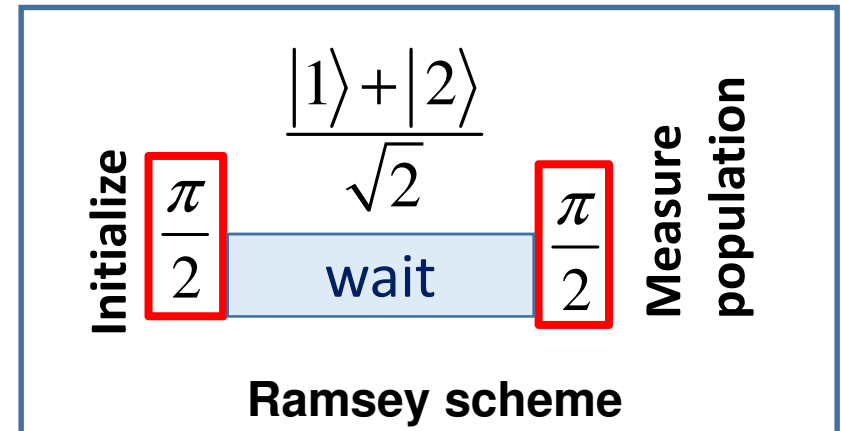 Initialize
π/2
(|1⟩+|2⟩)/√2
wait
π/2
Measure
population
Ramsey scheme